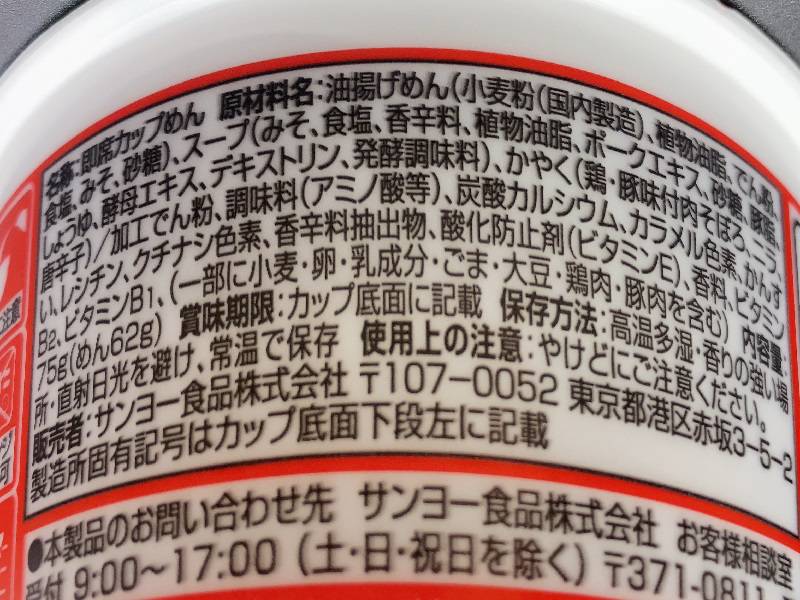 名称:即席カップめん 原材料名:油揚げめん(小麦粉(国内製造)、植物油脂、でん粉、
食塩、みそ、砂糖)、スープ(みそ、食塩、香辛料、植物油脂、ポークエキス、砂糖、豚脂、
しょうゆ、酵母エキス、デキストリン、発酵調味料)、かやく(鶏・豚味付肉そぼろ、ニラ、
唐辛子)/加工でん粉、調味料(アミノ酸等)、炭酸カルシウム、カラメル色素、かんす
い、レシチン、クチナシ色素、香辛料抽出物、酸化防止剤(ビタミンE)、香料、ビタミン
B2、ビタミンB1、(一部に小麦・卵・乳成分・ごま・大豆・鶏肉・豚肉を含む) 内容量:
75g(めん62g) 賞味期限:カップ底面に記載 保存方法:高温多湿・香りの強い場
所・直射日光を避け、常温で保存 使用上の注意:やけどにご注意ください。
販売者:サンヨー食品株式会社 〒107-0052 東京都港区赤坂3-5-2
製造所固有記号はカップ底面下段左に記載
●本製品のお問い合わせ先 サンヨー食品株式会社 お客様相談室
受付 9:00〜17:00 (土・日・祝日を除く) 〒371-0811
注意